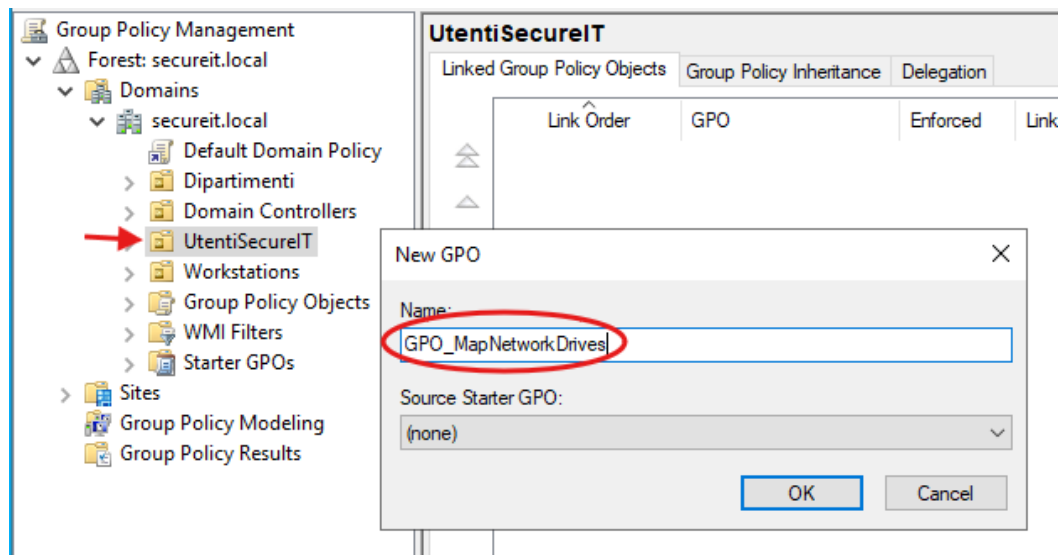 Group Policy Management
Forest: secureit.local
Domains
secureit.local
Default Domain Policy
Dipartimenti
Domain Controllers
UtentiSecureIT
Workstations
Group Policy Objects
WMI Filters
Starter GPOs
Sites
Group Policy Modeling
Group Policy Results
UtentiSecureIT
Linked Group Policy Objects Group Policy Inheritance Delegation
Link Order GPO Enforced Link
New GPO
Name:
GPO_MapNetworkDrives
Source Starter GPO:
(none)
OK Cancel